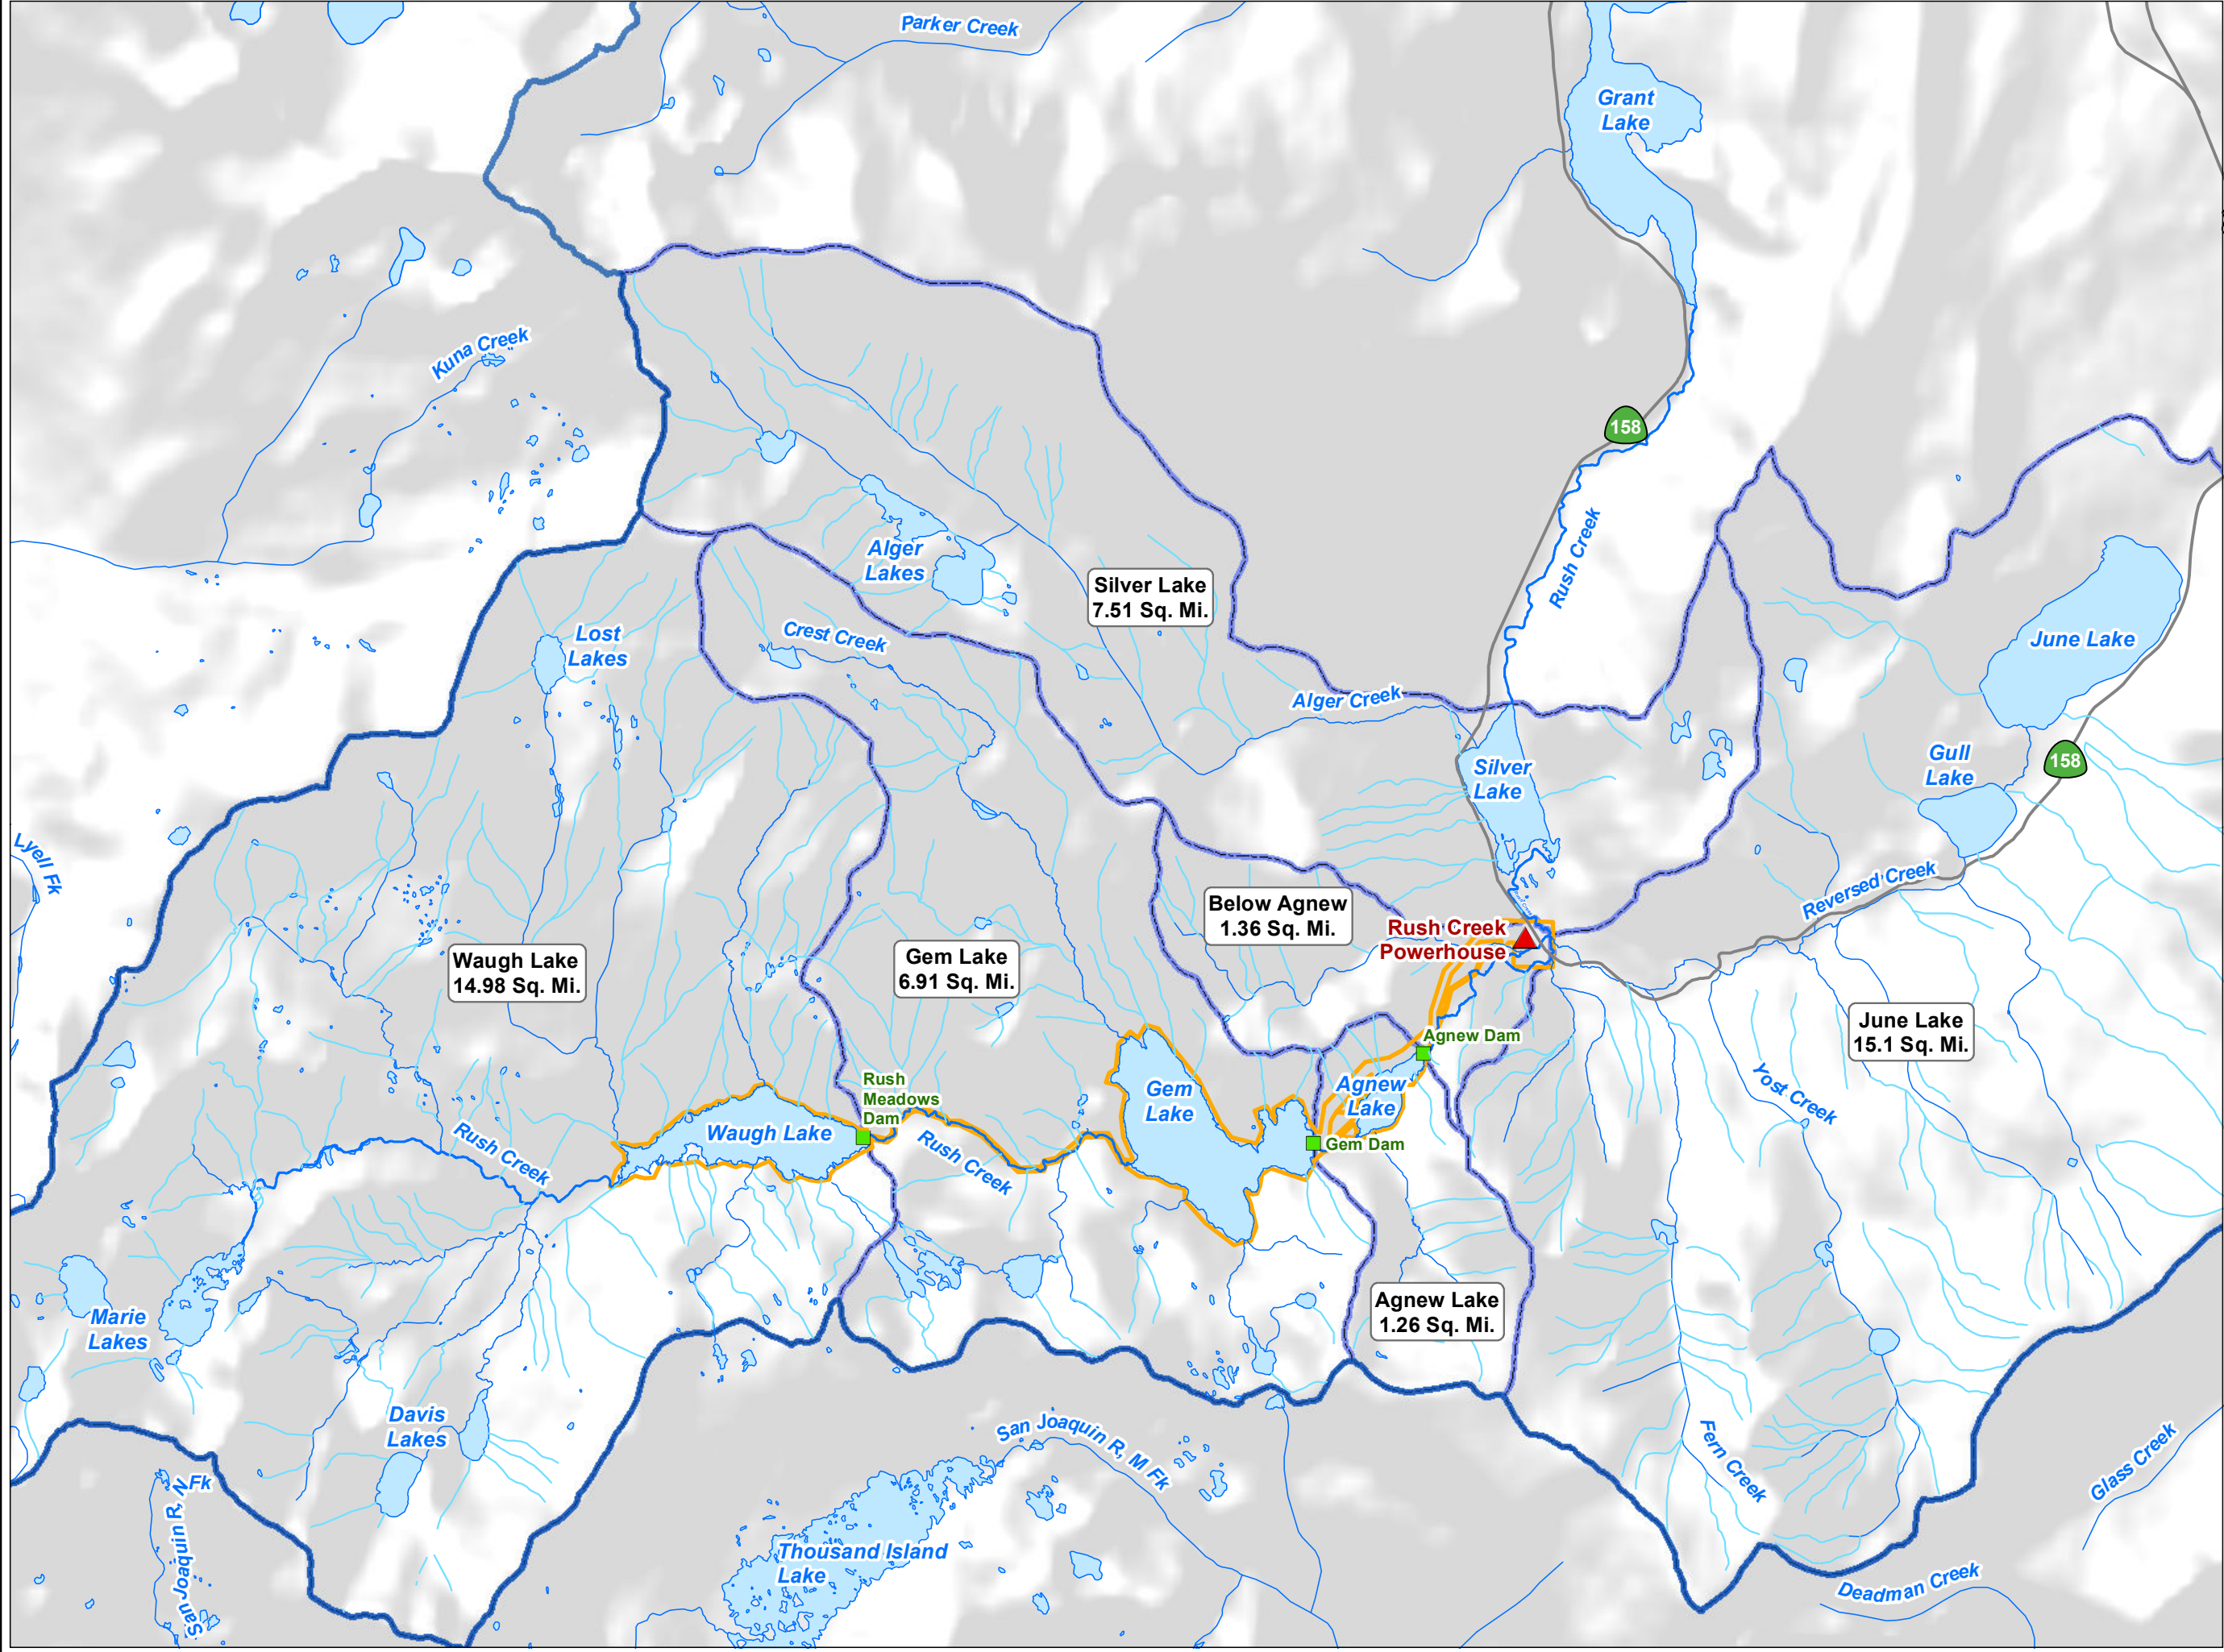 Parker Creek
Grant
Lake
Kuna Creek
158
Rush Creek
Alger
Lakes
Silver Lake
7.51 Sq. Mi.
Lost
Lakes
Crest Creek
June Lake
Alger Creek
Silver
Lake
Gull
Lake
158
Lyell Fk
Reversed Creek
Below Agnew
1.36 Sq. Mi.
Rush Creek
Powerhouse
Waugh Lake
14.98 Sq. Mi.
Gem Lake
6.91 Sq. Mi.
June Lake
15.1 Sq. Mi.
Agnew Dam
Rush
Meadows
Dam
Gem
Lake
Agnew
Lake
Yost Creek
Waugh Lake
Rush Creek
Rush Creek
Gem Dam
Marie
Lakes
Agnew Lake
1.26 Sq. Mi.
Davis
Lakes
San Joaquin R, M Fk
Fern Creek
Glass Creek
San Joaquin R, N Fk
Thousand Island
Lake
Deadman Creek